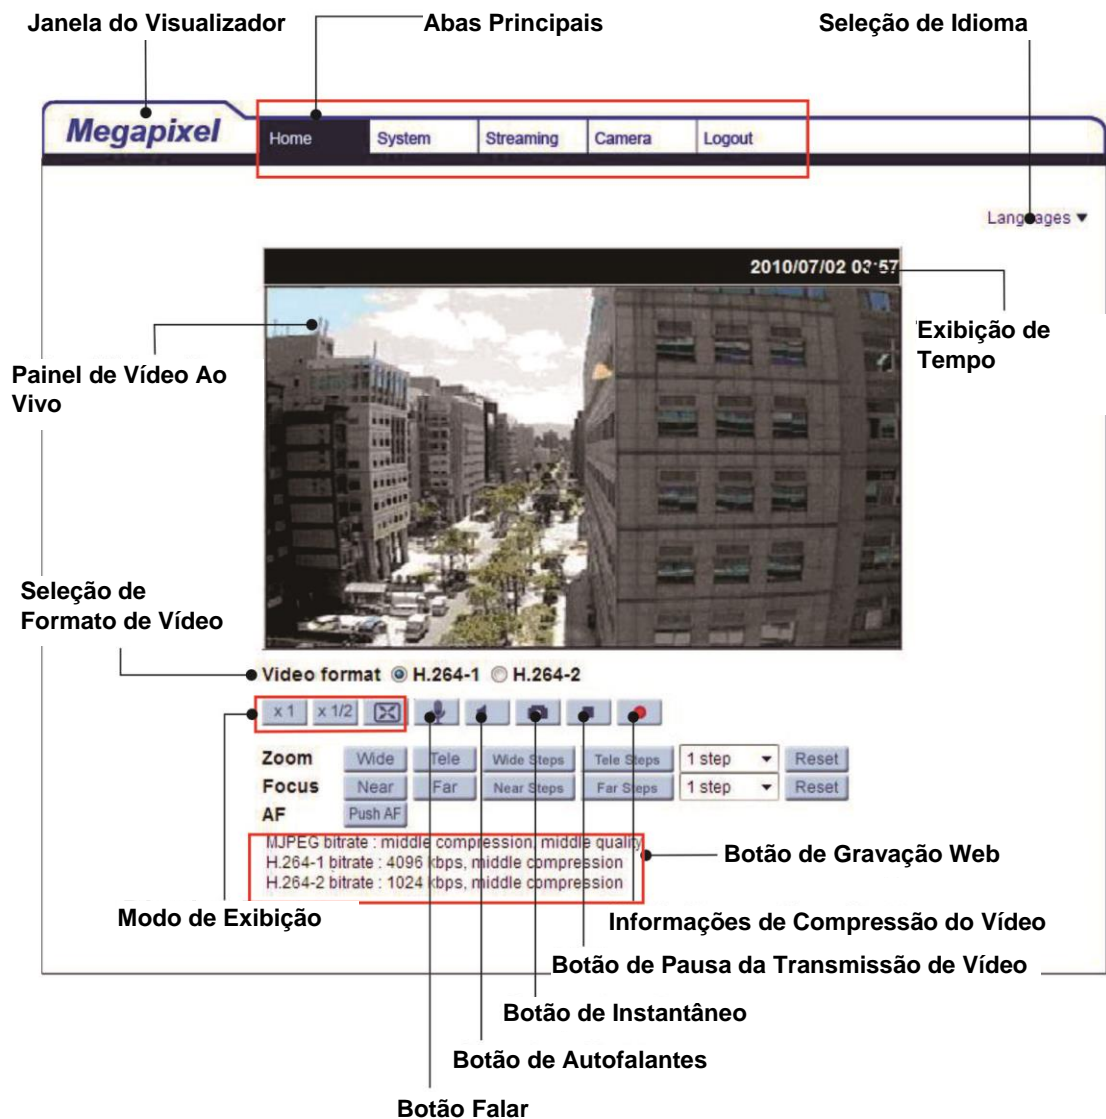 Janela do Visualizador
Abas Principais
Seleção de Idioma
Megapixel
Home
System
Streaming
Camera
Logout
Languages
2010/07/02 03:57
Exibição de
Tempo
Painel de Vídeo Ao
Vivo
Seleção de
Formato de Vídeo
Video format H.264-1 H.264-2
x 1 x 1/2
Zoom Wide Tele Wide Steps Tele Steps 1 step Reset
Focus Near Far Near Steps Far Steps 1 step Reset
AF Push AF
MJPEG bitrate : middle compression, middle quality
H.264-1 bitrate : 4096 kbps, middle compression
H.264-2 bitrate : 1024 kbps, middle compression
Botão de Gravação Web
Modo de Exibição
Informações de Compressão do Vídeo
Botão de Pausa da Transmissão de Vídeo
Botão de Instantâneo
Botão de Autofalantes
Botão Falar